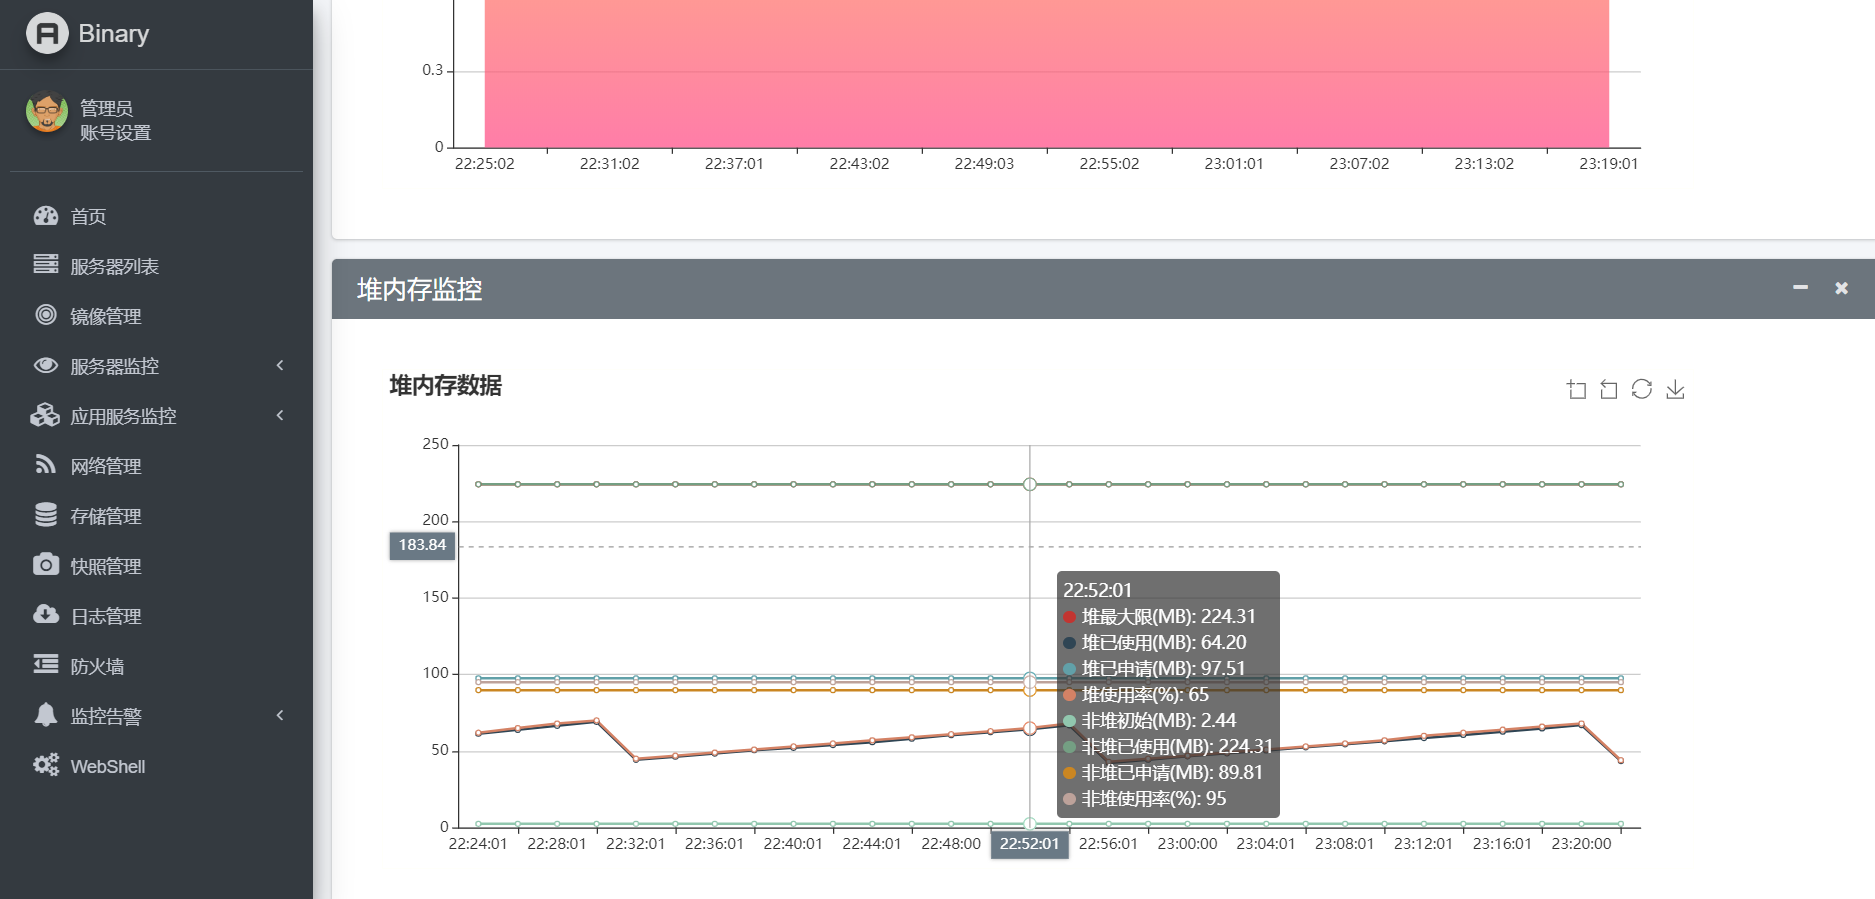 Binary
管理员
账号设置
首页
服务器列表
镜像管理
服务器监控
应用服务监控
网络管理
存储管理
快照管理
日志管理
防火墙
监控告警
WebShell
0.3
0
22:25:02 22:31:02 22:37:01 22:43:02 22:49:03 22:55:02 23:01:01 23:07:02 23:13:02 23:19:01
堆内存监控
堆内存数据
250
200
183.84
150
100
50
0
22:52:01
堆最大限(MB): 224.31
堆已使用(MB): 64.20
堆已申请(MB): 97.51
堆使用率(%): 65
非堆初始(MB): 2.44
非堆已使用(MB): 224.31
非堆已申请(MB): 89.81
非堆使用率(%): 95
22:24:01 22:28:01 22:32:01 22:36:01 22:40:01 22:44:01 22:48:00 22:52:01 22:56:01 23:00:00 23:04:01 23:08:01 23:12:01 23:16:01 23:20:00